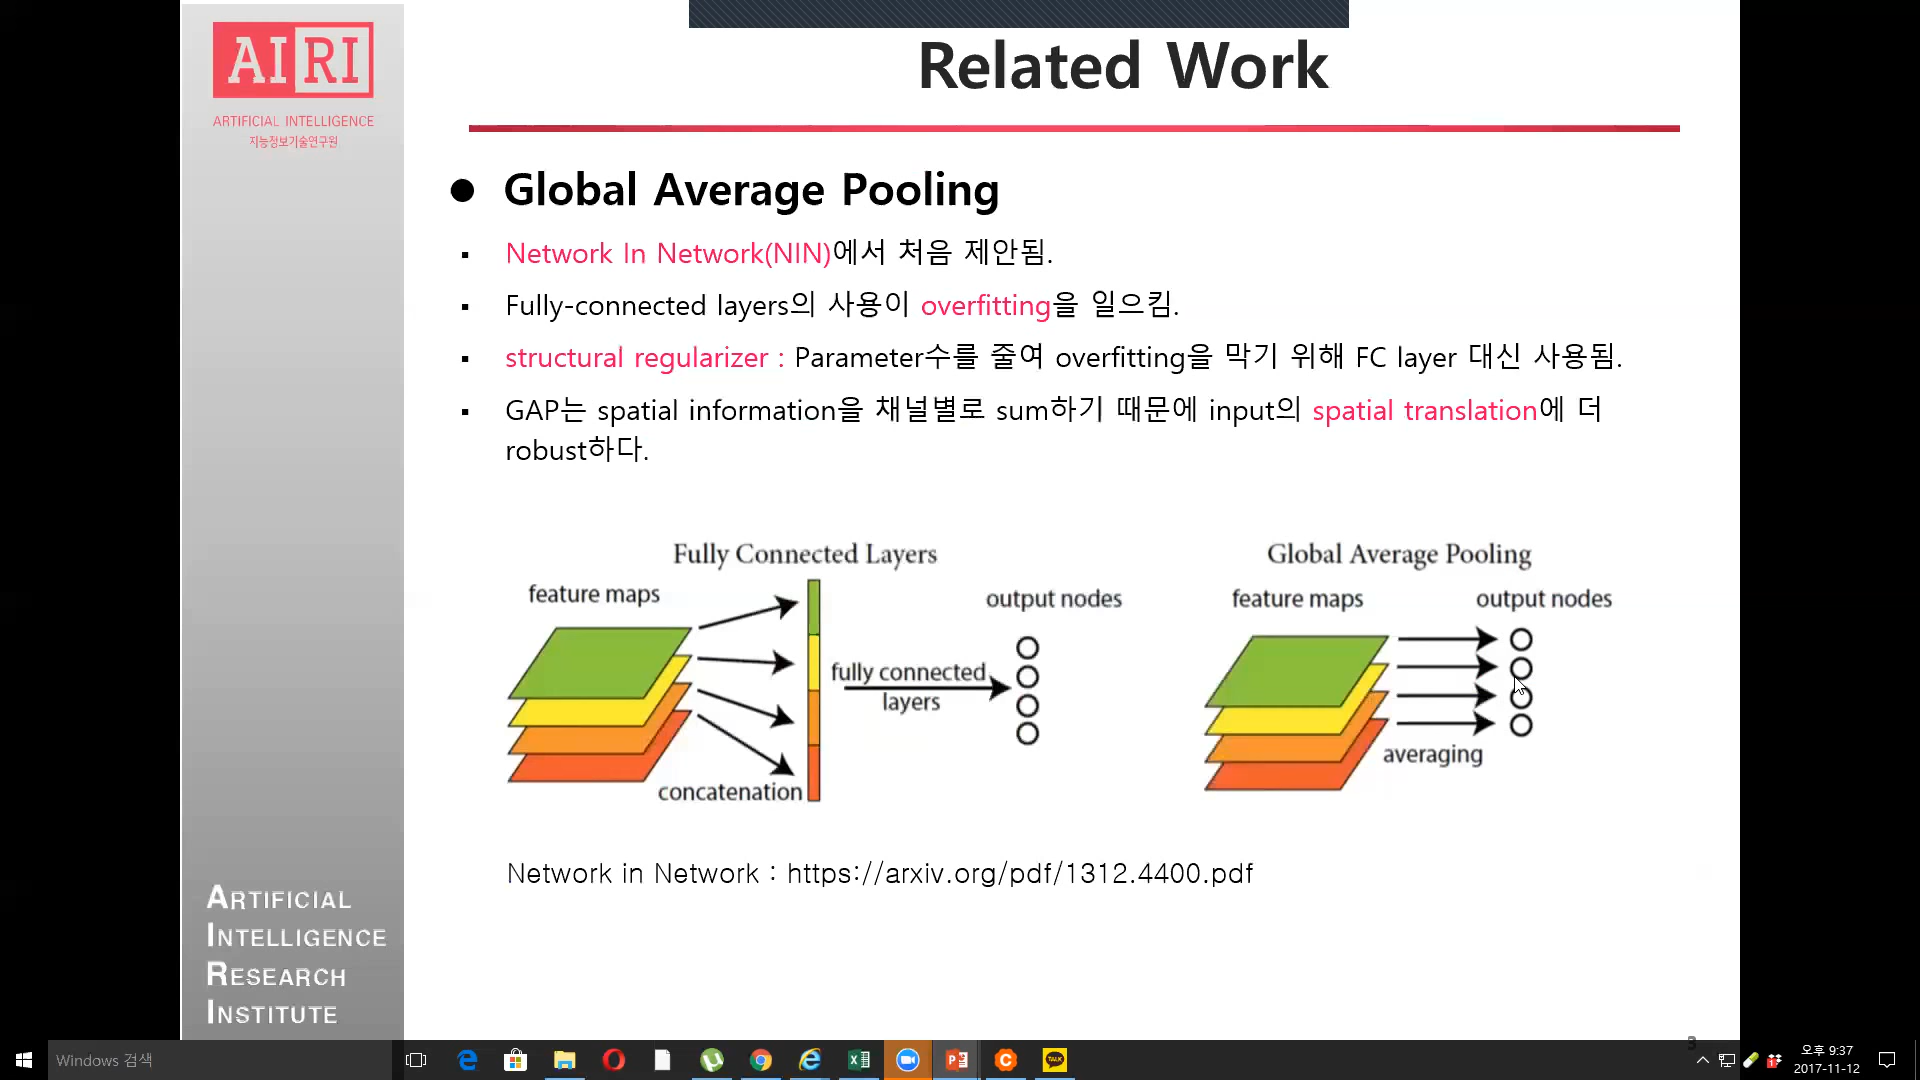 AIRI
ARTIFICIAL INTELLIGENCE
지능정보기술연구원
Related Work
● Global Average Pooling
▪ Network In Network(NIN)에서 처음 제안됨.
▪ Fully-connected layers의 사용이 overfitting을 일으킴.
▪ structural regularizer : Parameter수를 줄여 overfitting을 막기 위해 FC layer 대신 사용됨.
▪ GAP는 spatial information을 채널별로 sum하기 때문에 input의 spatial translation에 더
robust하다.
Fully Connected Layers
feature maps
output nodes
fully connected
layers
concatenation
Global Average Pooling
feature maps
output nodes
averaging
Network in Network : https://arxiv.org/pdf/1312.4400.pdf
ARTIFICIAL
INTELLIGENCE
RESEARCH
INSTITUTE
3
Windows 검색
TALK
오후 9:37
2017-11-12